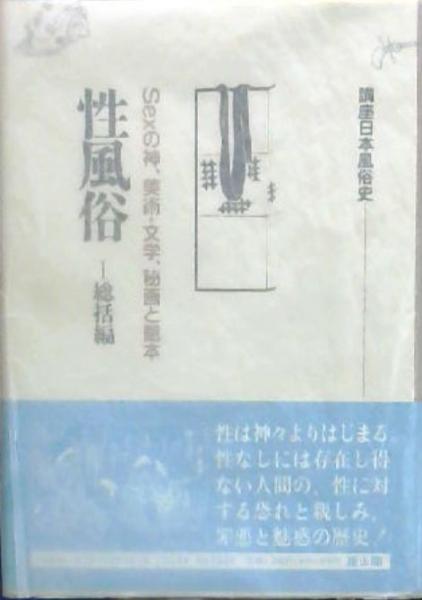 講座日本風俗史
Sexの神、美術・文学、秘画と艶本
性風俗
―総括編
性は神々よりはじまる。
性なしには存在し得
ない人間の、性に対
する恐れと親しみ、
罪悪と魅惑の歴史!
雄山閣